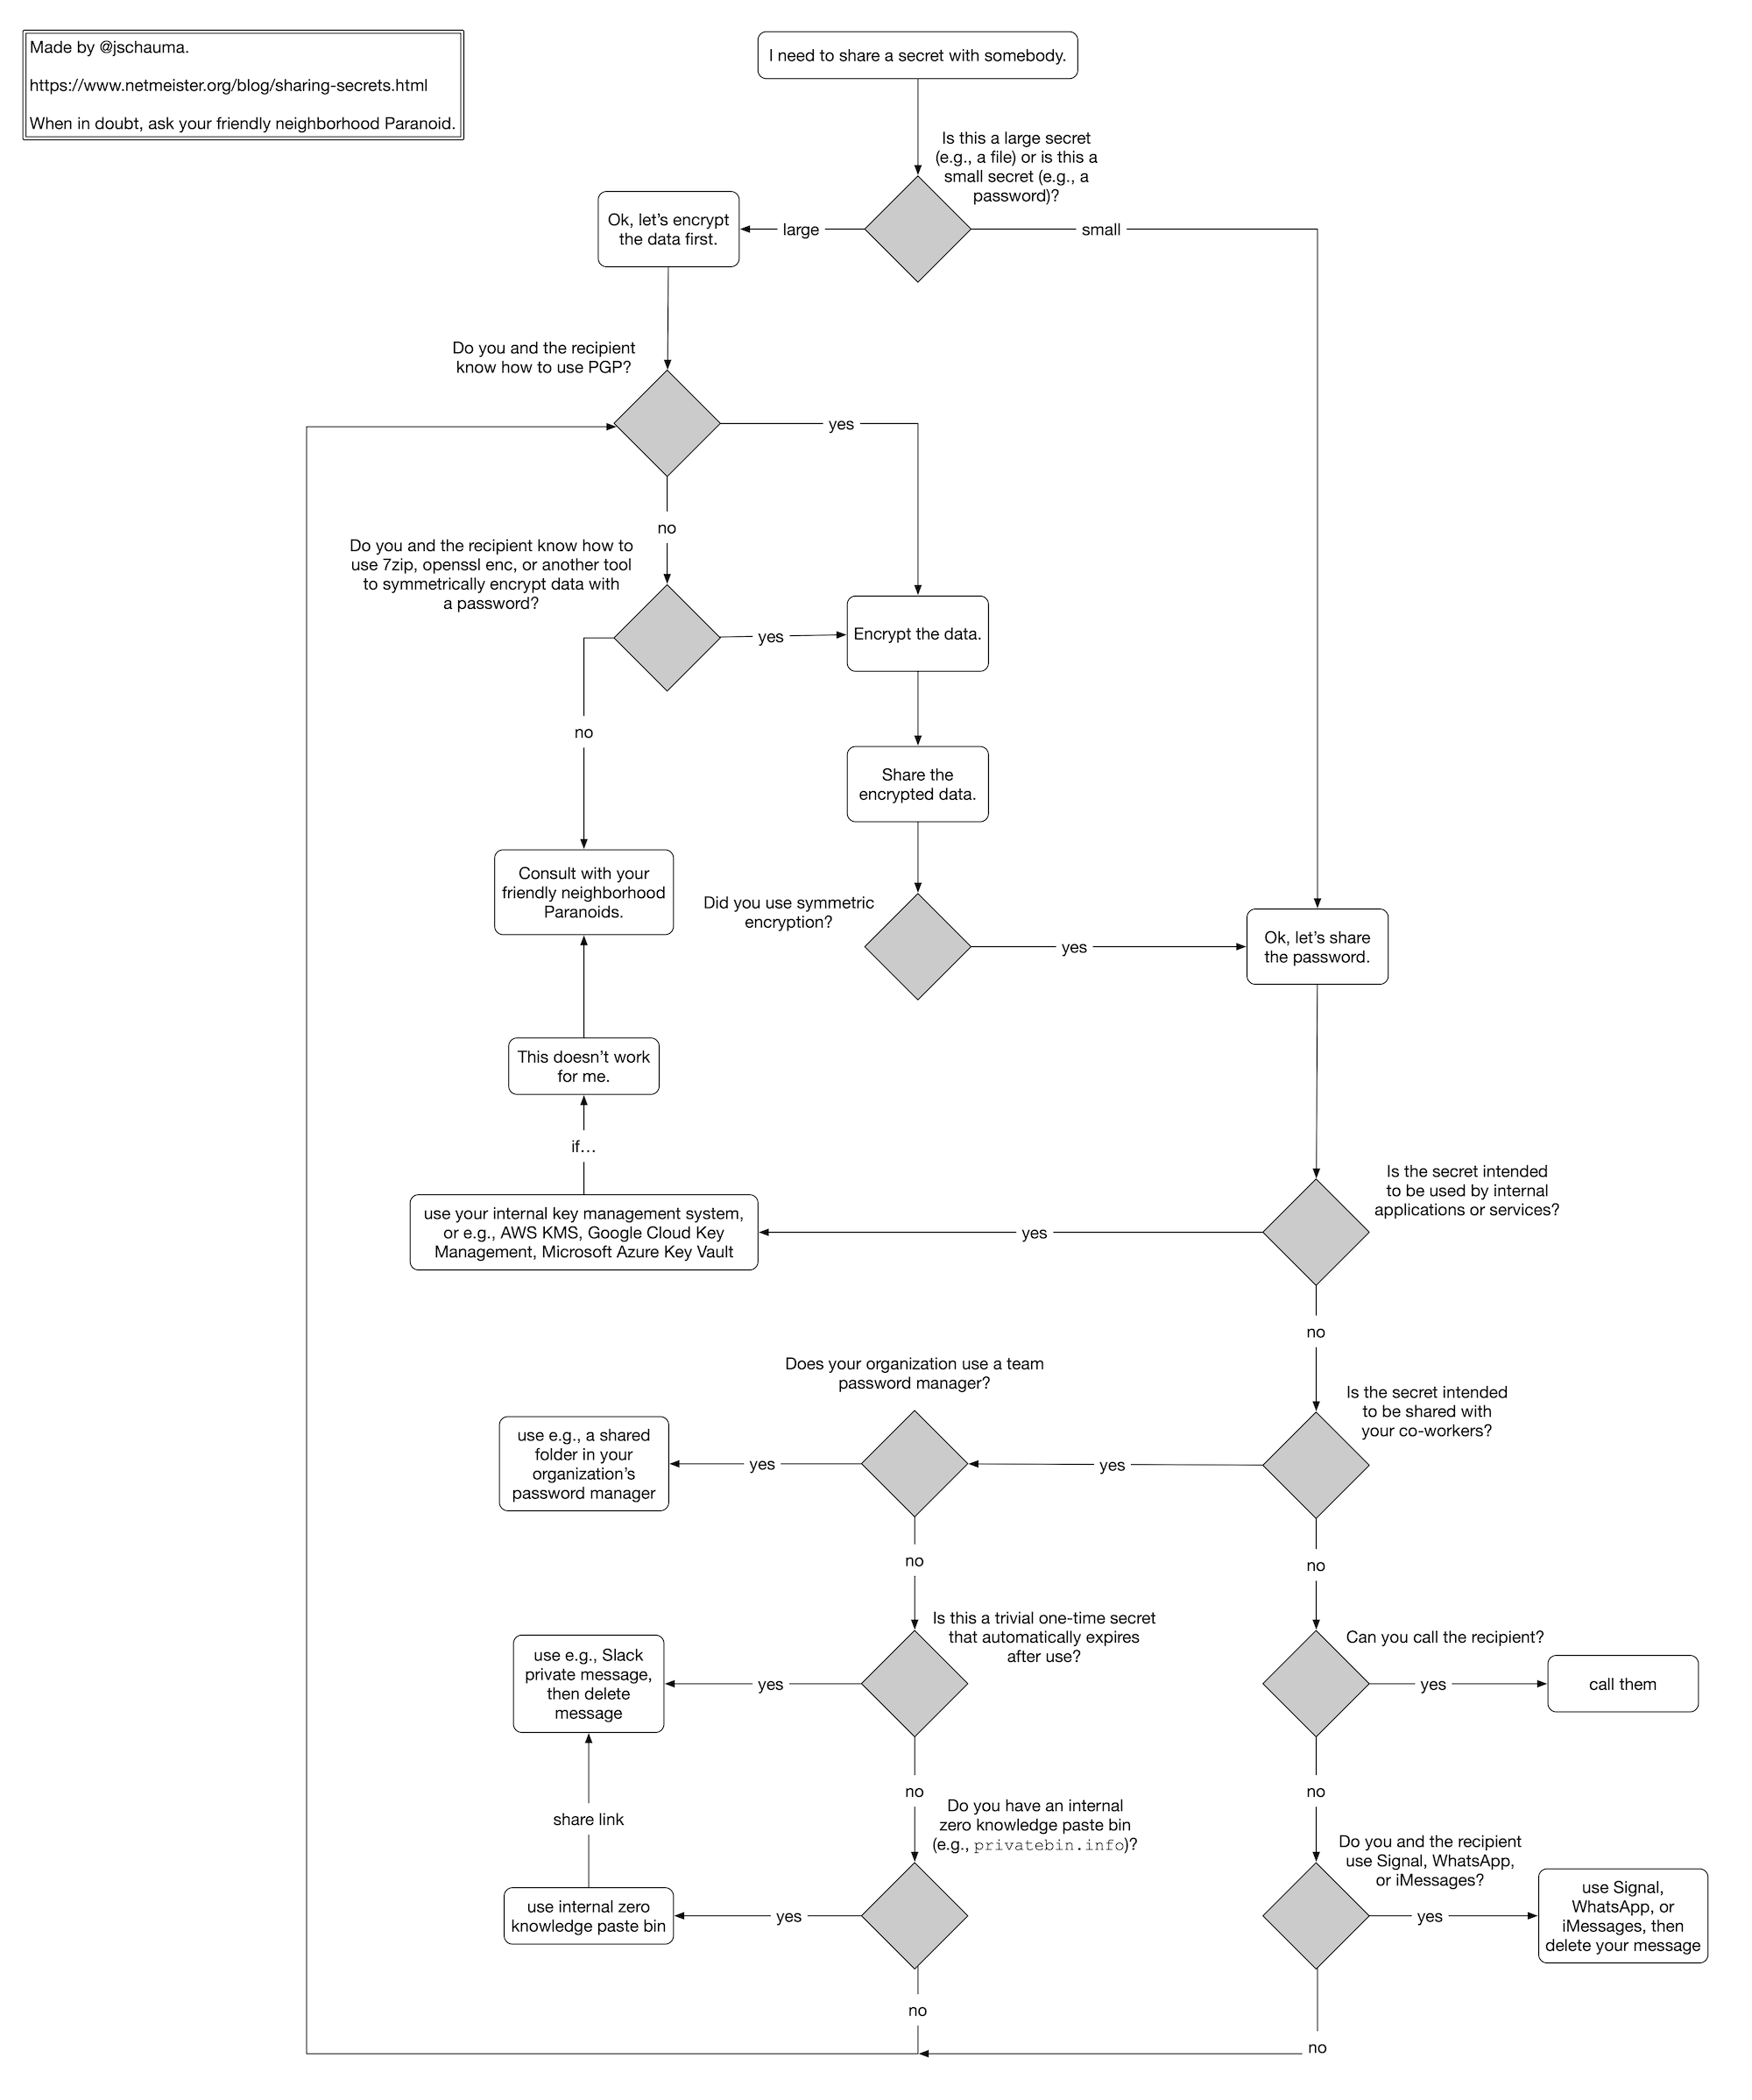 Made by @jschauma.
https://www.netmeister.org/blog/sharing-secrets.html
When in doubt, ask your friendly neighborhood Paranoid.
I need to share a secret with somebody.
Is this a large secret
(e.g., a file) or is this a
small secret (e.g., a
password)?
Ok, let’s encrypt
the data first.
large
small
Do you and the recipient
know how to use PGP?
yes
no
Do you and the recipient know how to
use 7zip, openssl enc, or another tool
to symmetrically encrypt data with
a password?
yes
Encrypt the data.
no
Share the
encrypted data.
Consult with your
friendly neighborhood
Paranoids.
Did you use symmetric
encryption?
yes
Ok, let’s share
the password.
This doesn’t work
for me.
if…
use your internal key management system,
or e.g., AWS KMS, Google Cloud Key
Management, Microsoft Azure Key Vault
yes
Is the secret intended
to be used by internal
applications or services?
no
Does your organization use a team
password manager?
Is the secret intended
to be shared with
your co-workers?
use e.g., a shared
folder in your
organization’s
password manager
yes
yes
no
no
Is this a trivial one-time secret
that automatically expires
after use?
Can you call the recipient?
use e.g., Slack
private message,
then delete
message
yes
yes
call them
no
no
share link
Do you have an internal
zero knowledge paste bin
(e.g., privatebin.info)?
Do you and the recipient
use Signal, WhatsApp,
or iMessages?
use internal zero
knowledge paste bin
yes
yes
use Signal,
WhatsApp, or
iMessages, then
delete your message
no
no